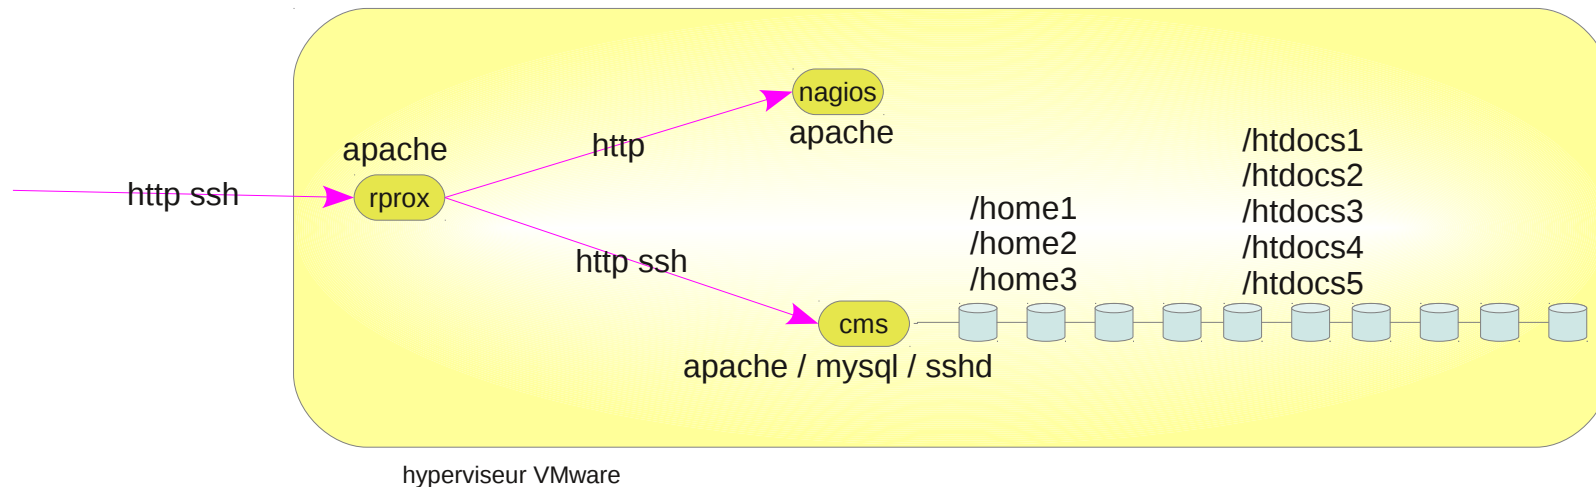 nagios
apache
http
apache
rprox
http ssh
http ssh
/home1
/home2
/home3
/htdocs1
/htdocs2
/htdocs3
/htdocs4
/htdocs5
cms
apache / mysql / sshd
hyperviseur VMware